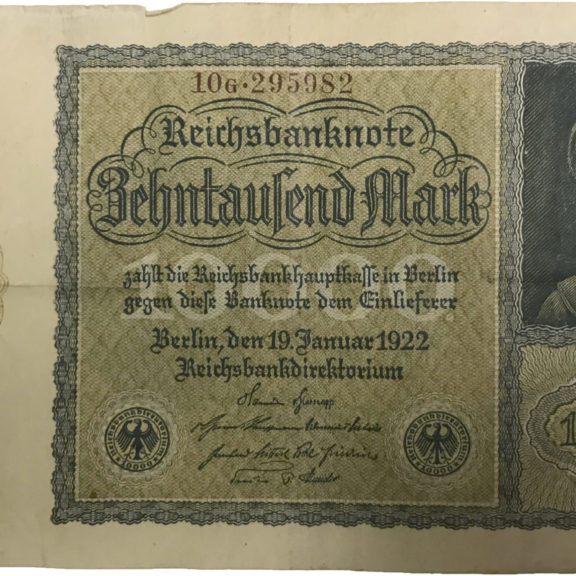 10G·295982
Reichsbanknote
Zehntausend Mark
10000
zahlt die Reichsbankhauptkasse in Berlin
gegen diese Banknote dem Einlieferer
Berlin, den 19. Januar 1922
Reichsbankdirektorium